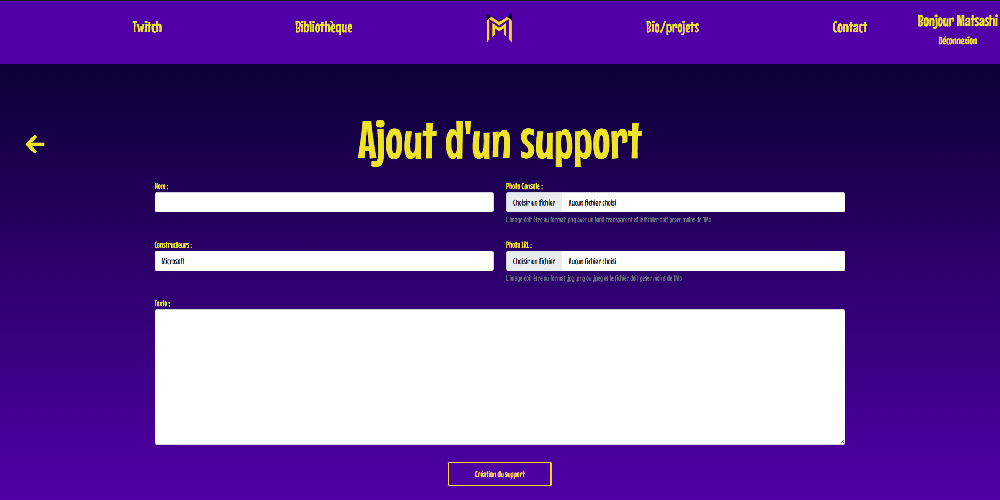 Twitch
Bibliothèque
Bio/projets
Contact
Bonjour Matsashi
Déconnexion
Ajout d'un support
Nom :
Photo Console :
Choisir un fichier Aucun fichier choisi
L'image doit être au format .png avec un fond transparent et le fichier doit peser moins de 1Mo
Constructeurs :
Microsoft
Photo IRL :
Choisir un fichier Aucun fichier choisi
L'image doit être au format .jpg .png ou .jpeg et le fichier doit peser moins de 1Mo
Texte :
Création du support